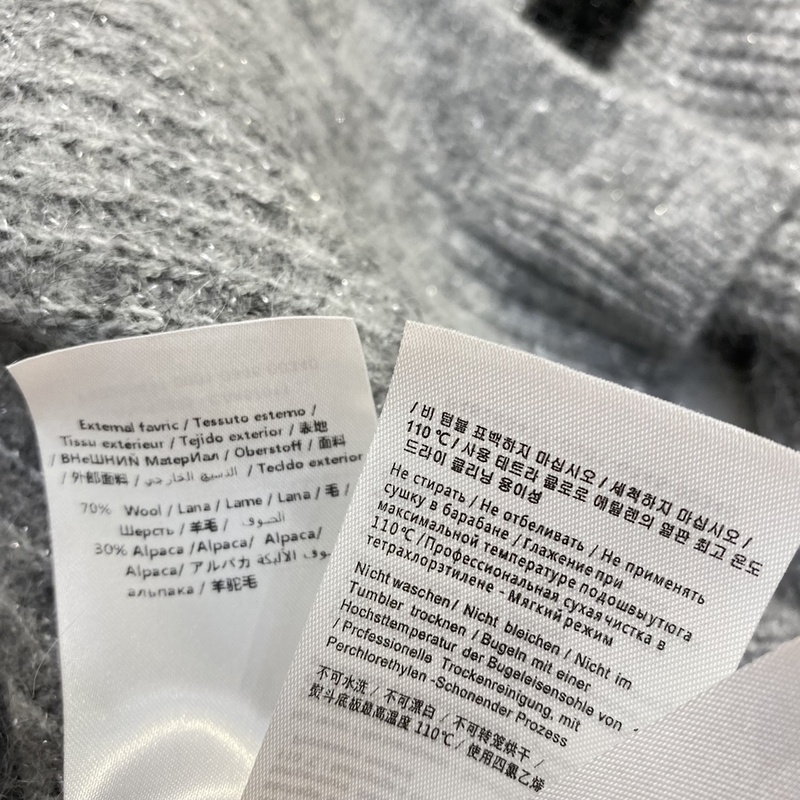 External favric / Tessuto esterno /
Tissu exterieur / Tejido exterior / 表地
/ ВНеШНИЙ МатерИал / Oberstoff / 面料
/ 外部面料 / النسيج الخارجي / Tecldo exterior
70% Wool / Lana / Lame / Lana / 毛 /
Шерсть / 羊毛 / الصوف
30% Alpaca /Alpaca/ Alpaca/
Alpaca/ アルパカ صوف الألبكة
альпака / 羊驼毛
/ 비 텀블 표백하지 마십시오 / 세척하지 마십시오 /
110 ℃ / 사용 테트라 클로로 에틸렌의 열판 최고 온도
드라이 클리닝 용이성
Не стирать / Не отбеливать / Не применять
сушку в барабане / Глажение при
максимальной температуре подошвы утюга
110 ℃ / Профессиональная сухая чистка в
тетрахлорэтилене - Мягкий режим
Nicht waschen / Nicht bleichen / Nicht im
Tumbler trocknen / Bugeln mit einer
Hochsttemperatur der Bugeleisensohle von
/ Prcfessionelle Trockenreinigung, mit
Perchlorethylen -Schonender Prozess
不可水洗 / 不可漂白 / 不可转笼烘干 /
熨斗底板最高温度 110℃ / 使用四氯乙烯